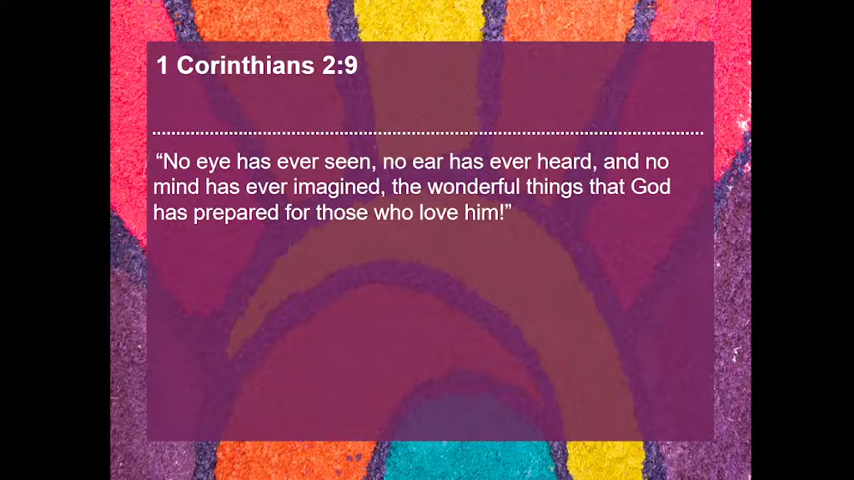 1 Corinthians 2:9
“No eye has ever seen, no ear has ever heard, and no
mind has ever imagined, the wonderful things that God
has prepared for those who love him!”